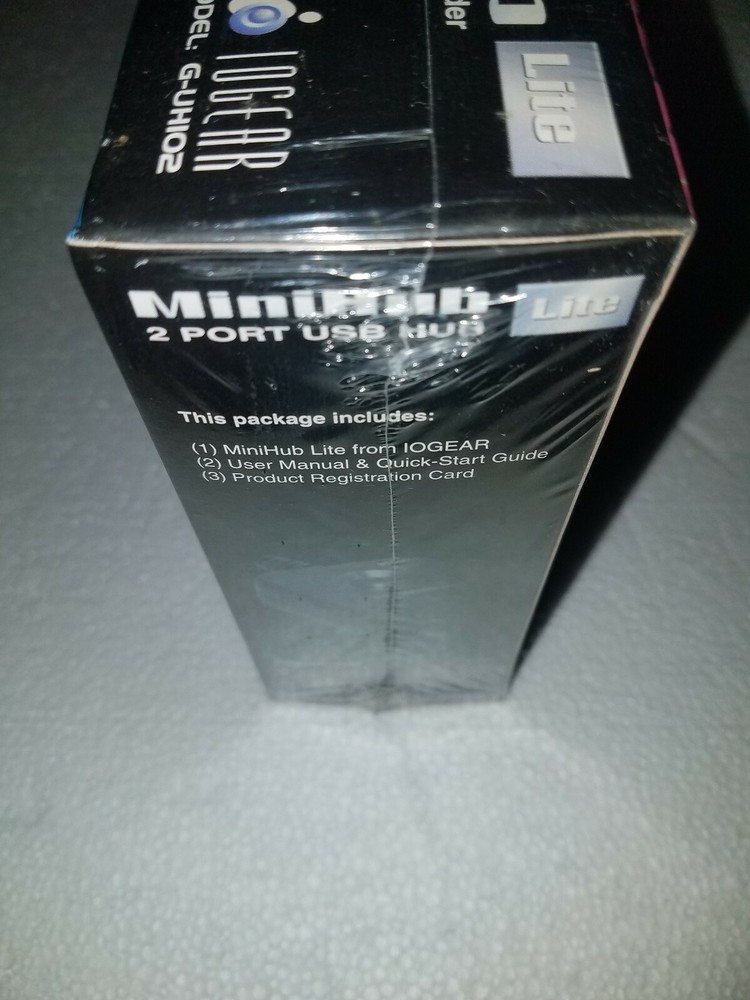 IOGEAR
MODEL: G-UH102
Lite
MiniHub Lite
2 PORT USB HUB
This package includes:
(1) MiniHub Lite from IOGEAR
(2) User Manual & Quick-Start Guide
(3) Product Registration Card